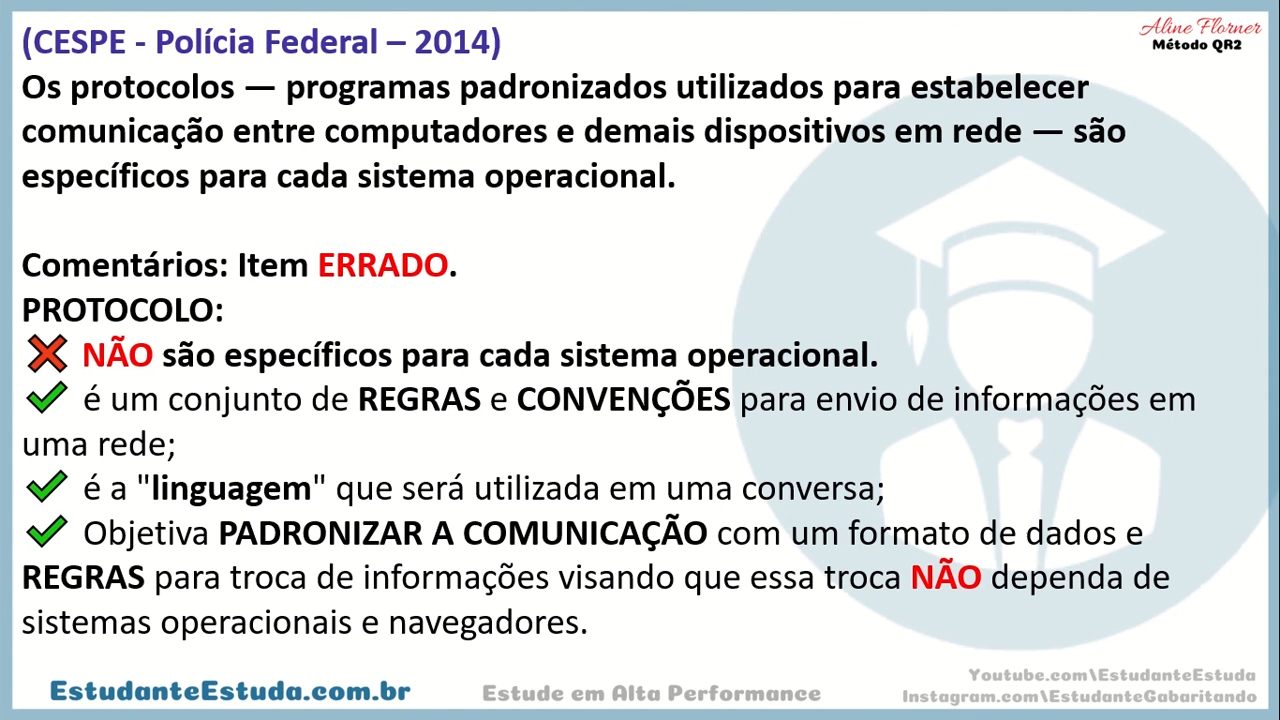 (CESPE - Polícia Federal – 2014)
Aline Florner
Método QR2
Os protocolos — programas padronizados utilizados para estabelecer
comunicação entre computadores e demais dispositivos em rede — são
específicos para cada sistema operacional.
Comentários: Item ERRADO.
PROTOCOLO:
❌ NÃO são específicos para cada sistema operacional.
✔ é um conjunto de REGRAS e CONVENÇÕES para envio de informações em
uma rede;
✔ é a "linguagem" que será utilizada em uma conversa;
✔ Objetiva PADRONIZAR A COMUNICAÇÃO com um formato de dados e
REGRAS para troca de informações visando que essa troca NÃO dependa de
sistemas operacionais e navegadores.
EstudanteEstuda.com.br
Estude em Alta Performance
Youtube.com\EstudanteEstuda
Instagram.com\EstudanteGabaritando